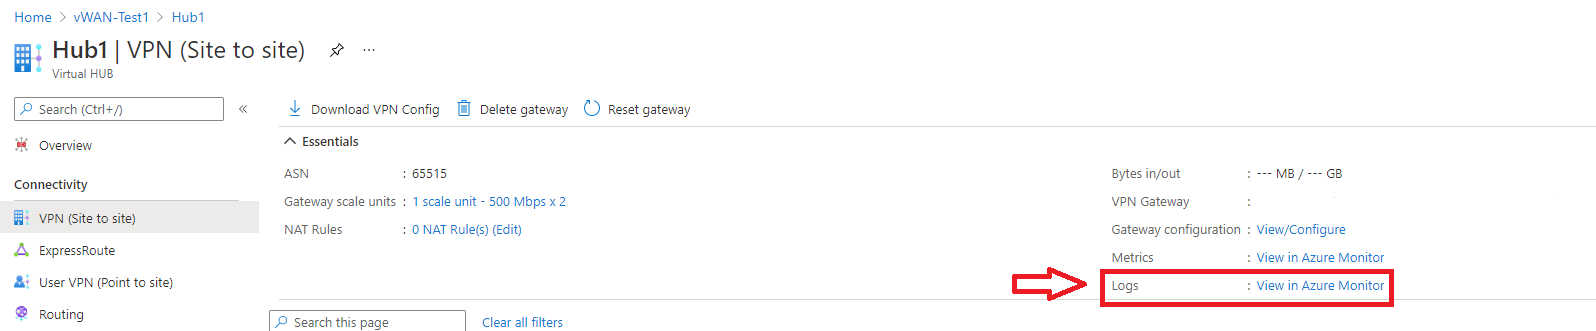 Home > vWAN-Test1 > Hub1
Hub1 | VPN (Site to site) ...
Virtual HUB
Search (Ctrl+/) «
Overview
Connectivity
VPN (Site to site)
ExpressRoute
User VPN (Point to site)
Routing
Download VPN Config Delete gateway Reset gateway
Essentials
ASN : 65515
Gateway scale units : 1 scale unit - 500 Mbps x 2
NAT Rules : 0 NAT Rule(s) (Edit)
Bytes in/out : --- MB / --- GB
VPN Gateway :
Gateway configuration : View/Configure
Metrics : View in Azure Monitor
Logs : View in Azure Monitor
Search this page Clear all filters